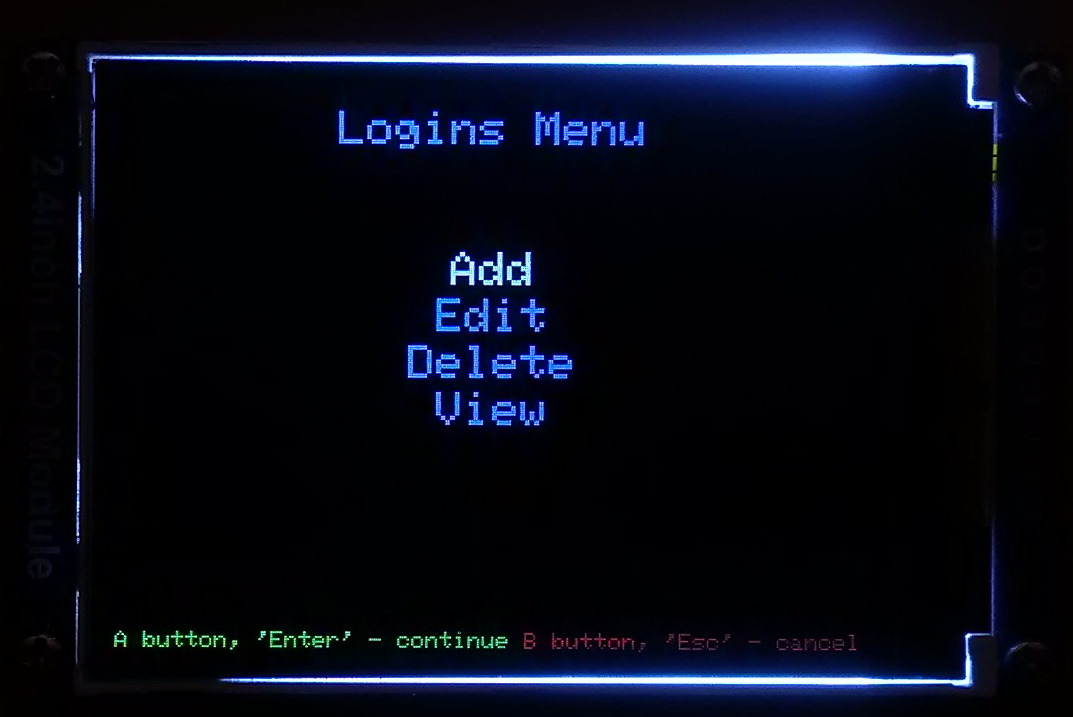 Logins Menu
Add
Edit
Delete
View
A button, 'Enter' - continue B button, 'Esc' - cancel
2.4inch LCD Module